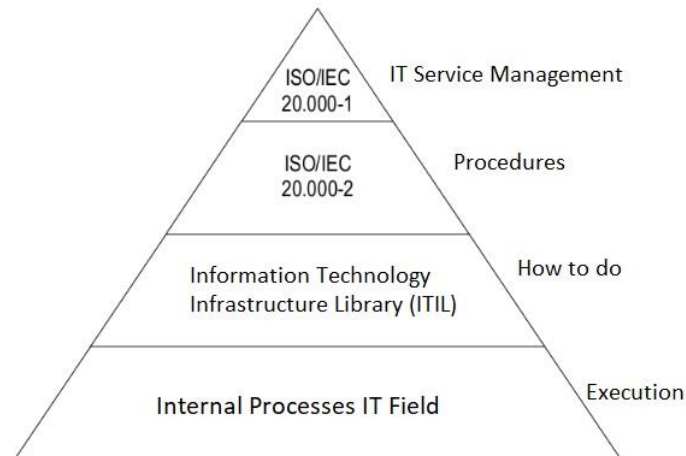 ISO/IEC
20.000-1
IT Service Management
ISO/IEC
20.000-2
Procedures
Information Technology
Infrastructure Library (ITIL)
How to do
Internal Processes IT Field
Execution